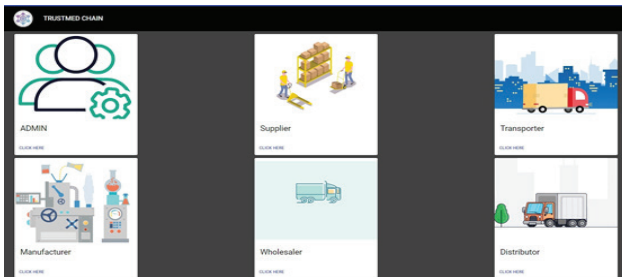 TRUSTMED CHAIN
ADMIN
CLICK HERE
Supplier
CLICK HERE
Transporter
CLICK HERE
Manufacturer
CLICK HERE
Wholesaler
CLICK HERE
Distributor
CLICK HERE